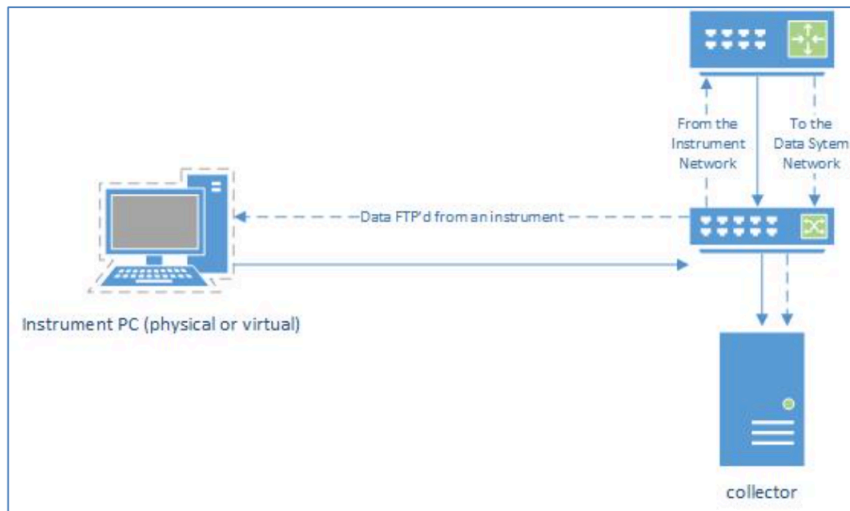 From the
Instrument
Network
To the
Data Sytem
Network
Data FTP'd from an instrument
Instrument PC (physical or virtual)
collector